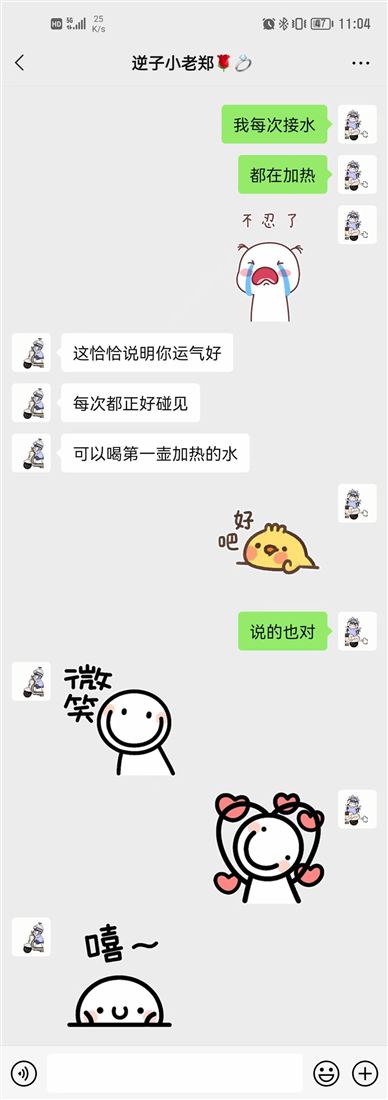 HD 5G 25 K/s 47 11:04
逆子小老郑🌹💍
我每次接水
都在加热
不忍了
这恰恰说明你运气好
每次都正好碰见
可以喝第一壶加热的水
好
吧
说的也对
微
笑
嘻～